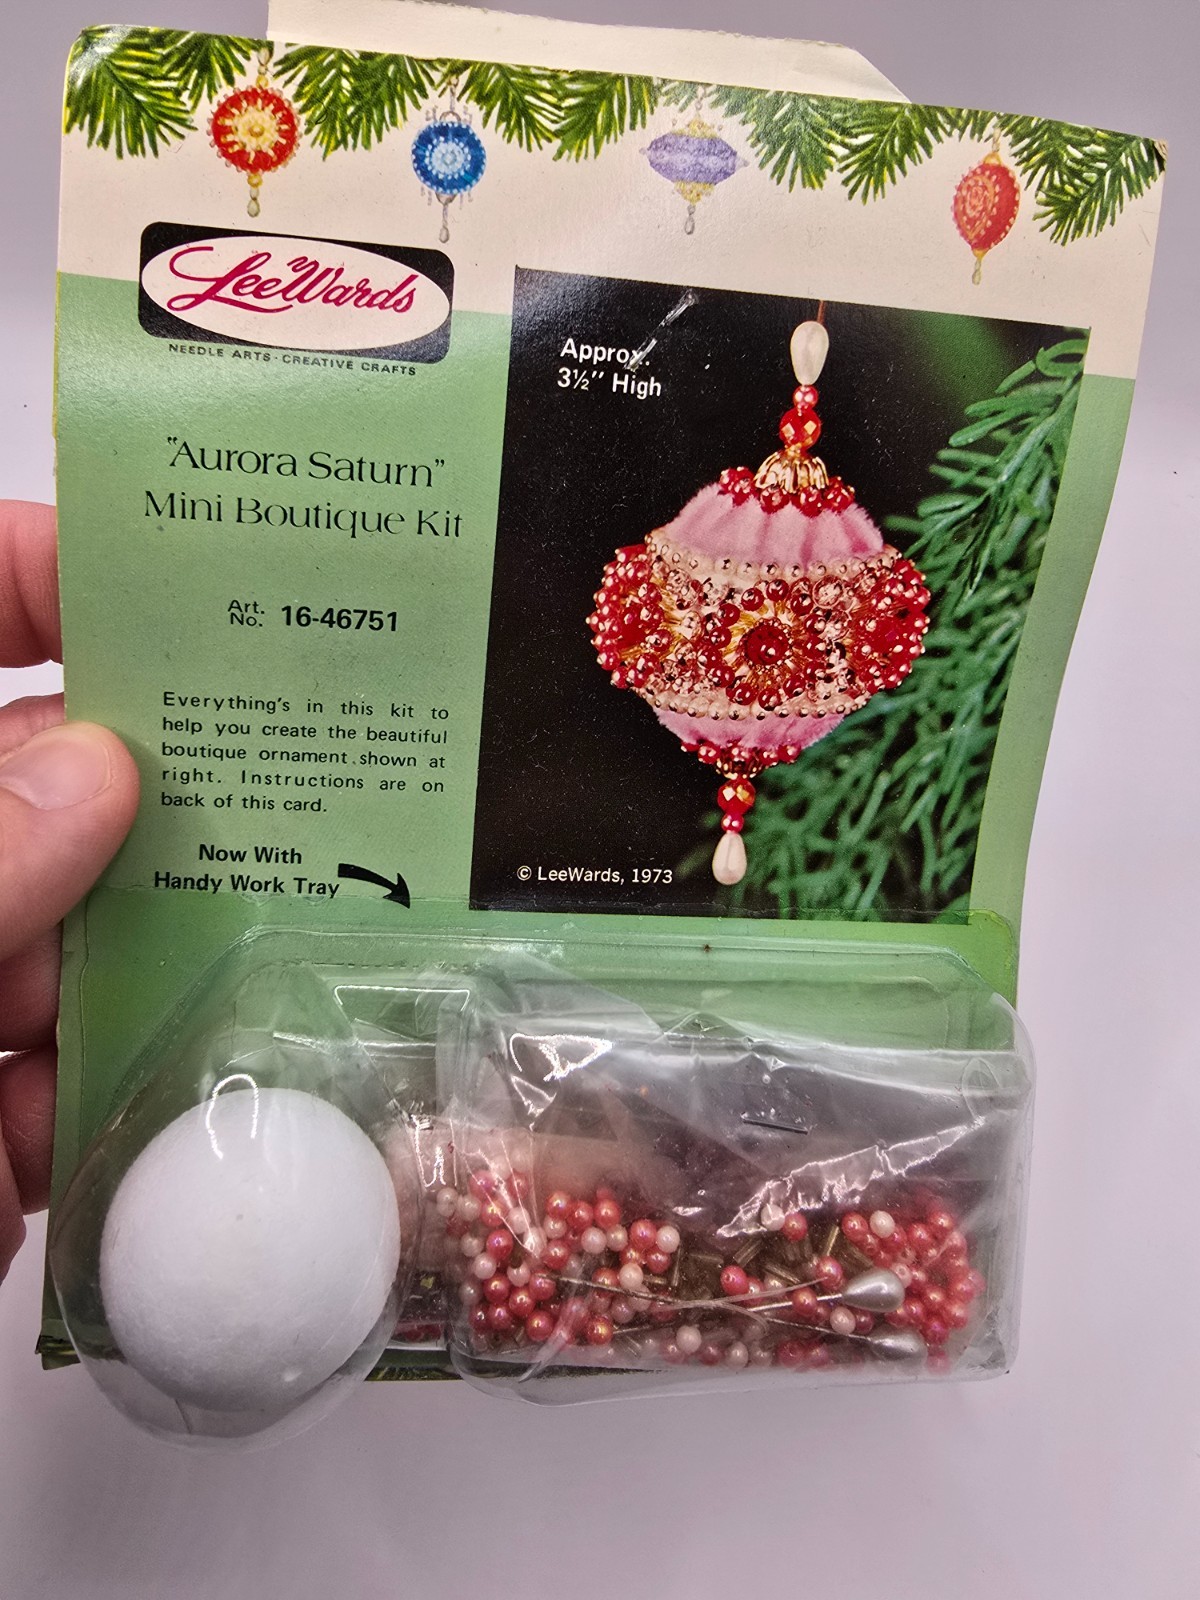 LeeWards
NEEDLE ARTS · CREATIVE CRAFTS
"Aurora Saturn"
Mini Boutique Kit
Art. No. 16-46751
Everything's in this kit to
help you create the beautiful
boutique ornament shown at
right. Instructions are on
back of this card.
Now With
Handy Work Tray
Approx.
3½" High
© LeeWards, 1973